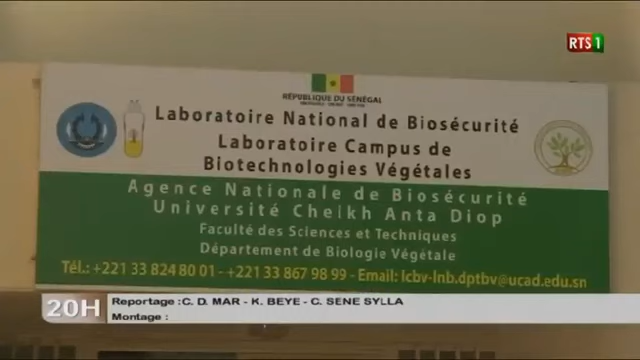 RTS1
RÉPUBLIQUE DU SÉNÉGAL
Laboratoire National de Biosécurité
Laboratoire Campus de
Biotechnologies Végétales
Agence Nationale de Biosécurité
Université Cheikh Anta Diop
Faculté des Sciences et Techniques
Département de Biologie Végétale
Tél.: +221 33 824 80 01 - +221 33 867 98 99 - Email: lcbv-lnb.dptbv@ucad.edu.sn
20H
Reportage :C. D. MAR - K. BEYE - C. SENE SYLLA
Montage :